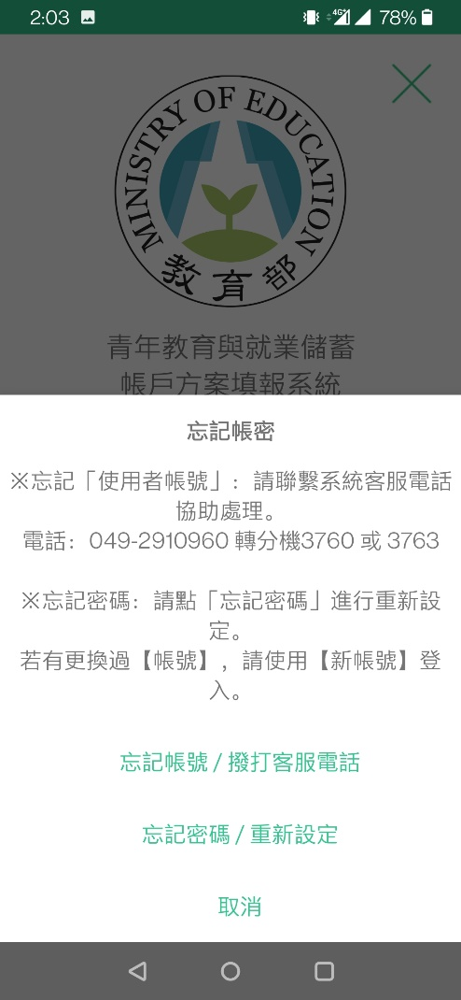 2:03
4G+
78%
MINISTRY OF EDUCATION
教育部
青年教育與就業儲蓄
帳戶方案填報系統
忘記帳密
※忘記「使用者帳號」：請聯繫系統客服電話
協助處理。
電話：049-2910960 轉分機3760 或 3763
※忘記密碼：請點「忘記密碼」進行重新設
定。
若有更換過【帳號】，請使用【新帳號】登
入。
忘記帳號 / 撥打客服電話
忘記密碼 / 重新設定
取消